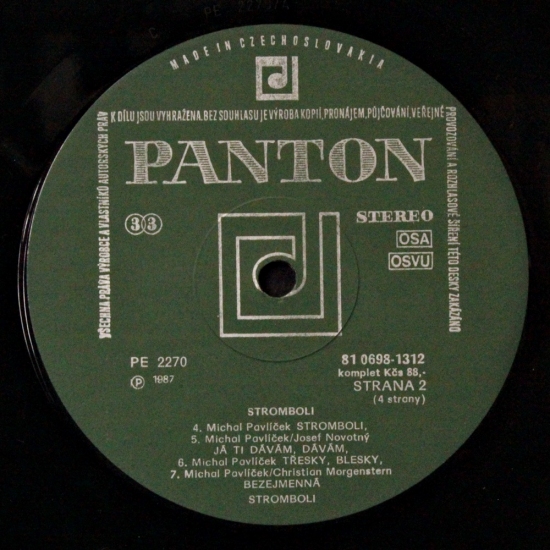 MADE IN CZECHOSLOVAKIA
VŠECHNA PRÁVA VÝROBCE A VLASTNÍKŮ AUTORSKÝCH PRÁV
K DÍLU JSOU VYHRAŽENA. BEZ SOUHLASU JE VÝROBA KOPIÍ, PRONÁJEM, PŮJČOVÁNÍ, VEŘEJNÉ
PROVOZOVÁNÍ A ROZHLASOVÉ ŠÍŘENÍ TÉTO DESKY ZAKÁZÁNO
PANTON
33
STEREO
OSA
OSVU
PE 2270
℗ 1987
81 0698-1312
komplet Kčs 88,-
STRANA 2
(4 strany)
STROMBOLI
4. Michal Pavlíček STROMBOLI,
5. Michal Pavlíček/Josef Novotný
JÁ TI DÁVÁM, DÁVÁM,
6. Michal Pavlíček TŘESKY, BLESKY,
7. Michal Pavlíček/Christian Morgenstern
BEZEJMENNÁ
STROMBOLI